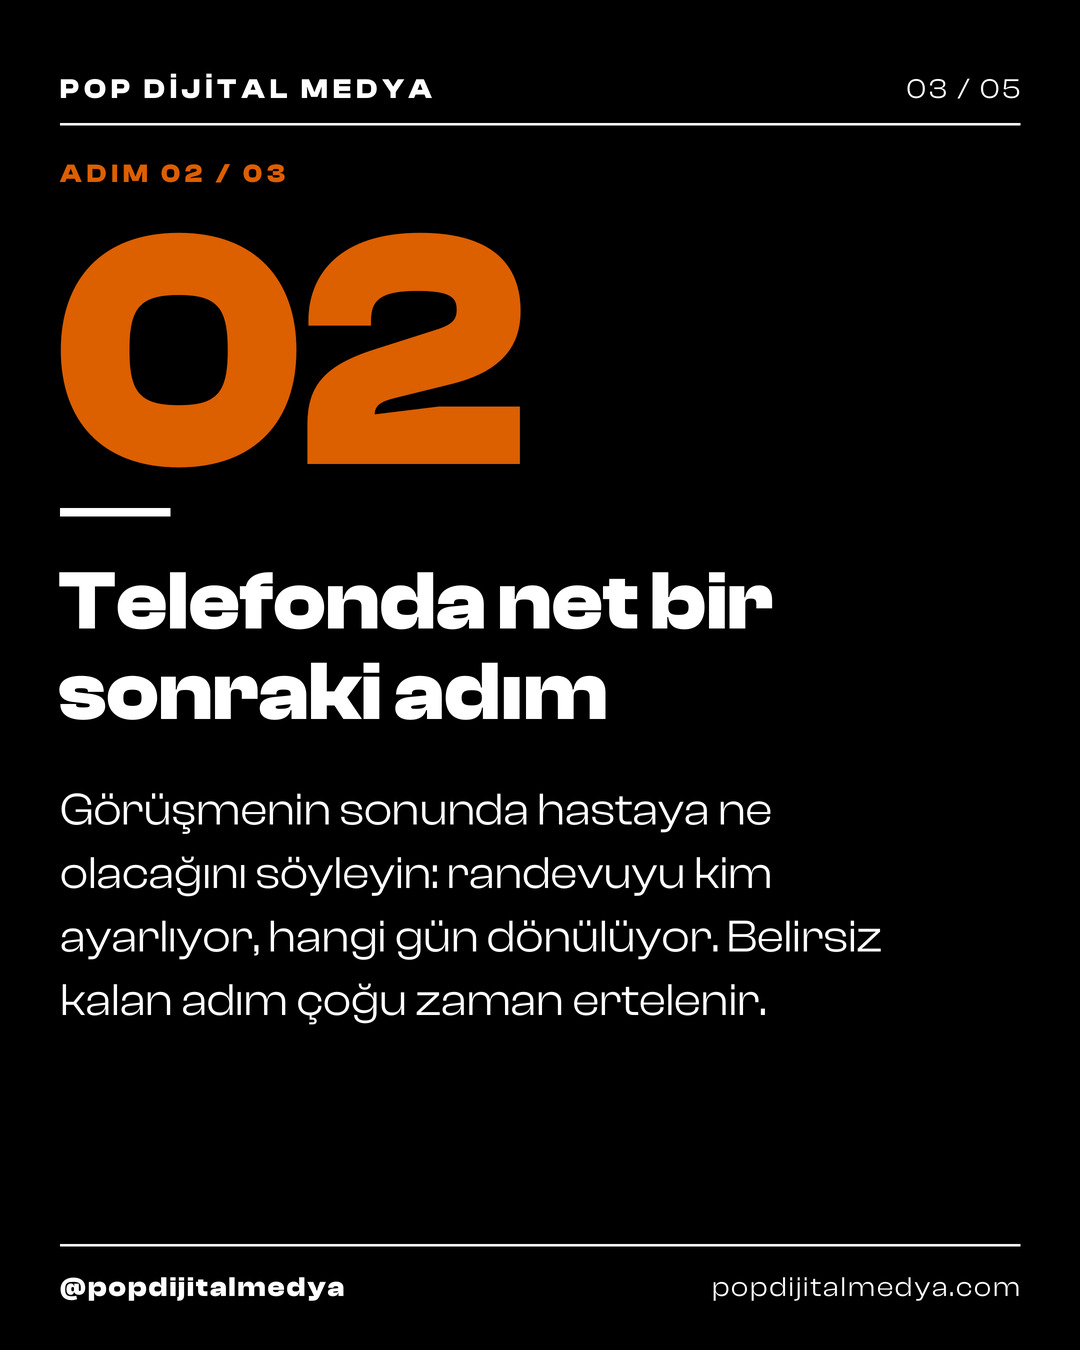 POP DİJİTAL MEDYA
03 / 05
ADIM 02 / 03
02
Telefonda net bir
sonraki adım
Görüşmenin sonunda hastaya ne
olacağını söyleyin: randevuyu kim
ayarlıyor, hangi gün dönülüyor. Belirsiz
kalan adım çoğu zaman ertelenir.
@popdijitalmedya
popdijitalmedya.com